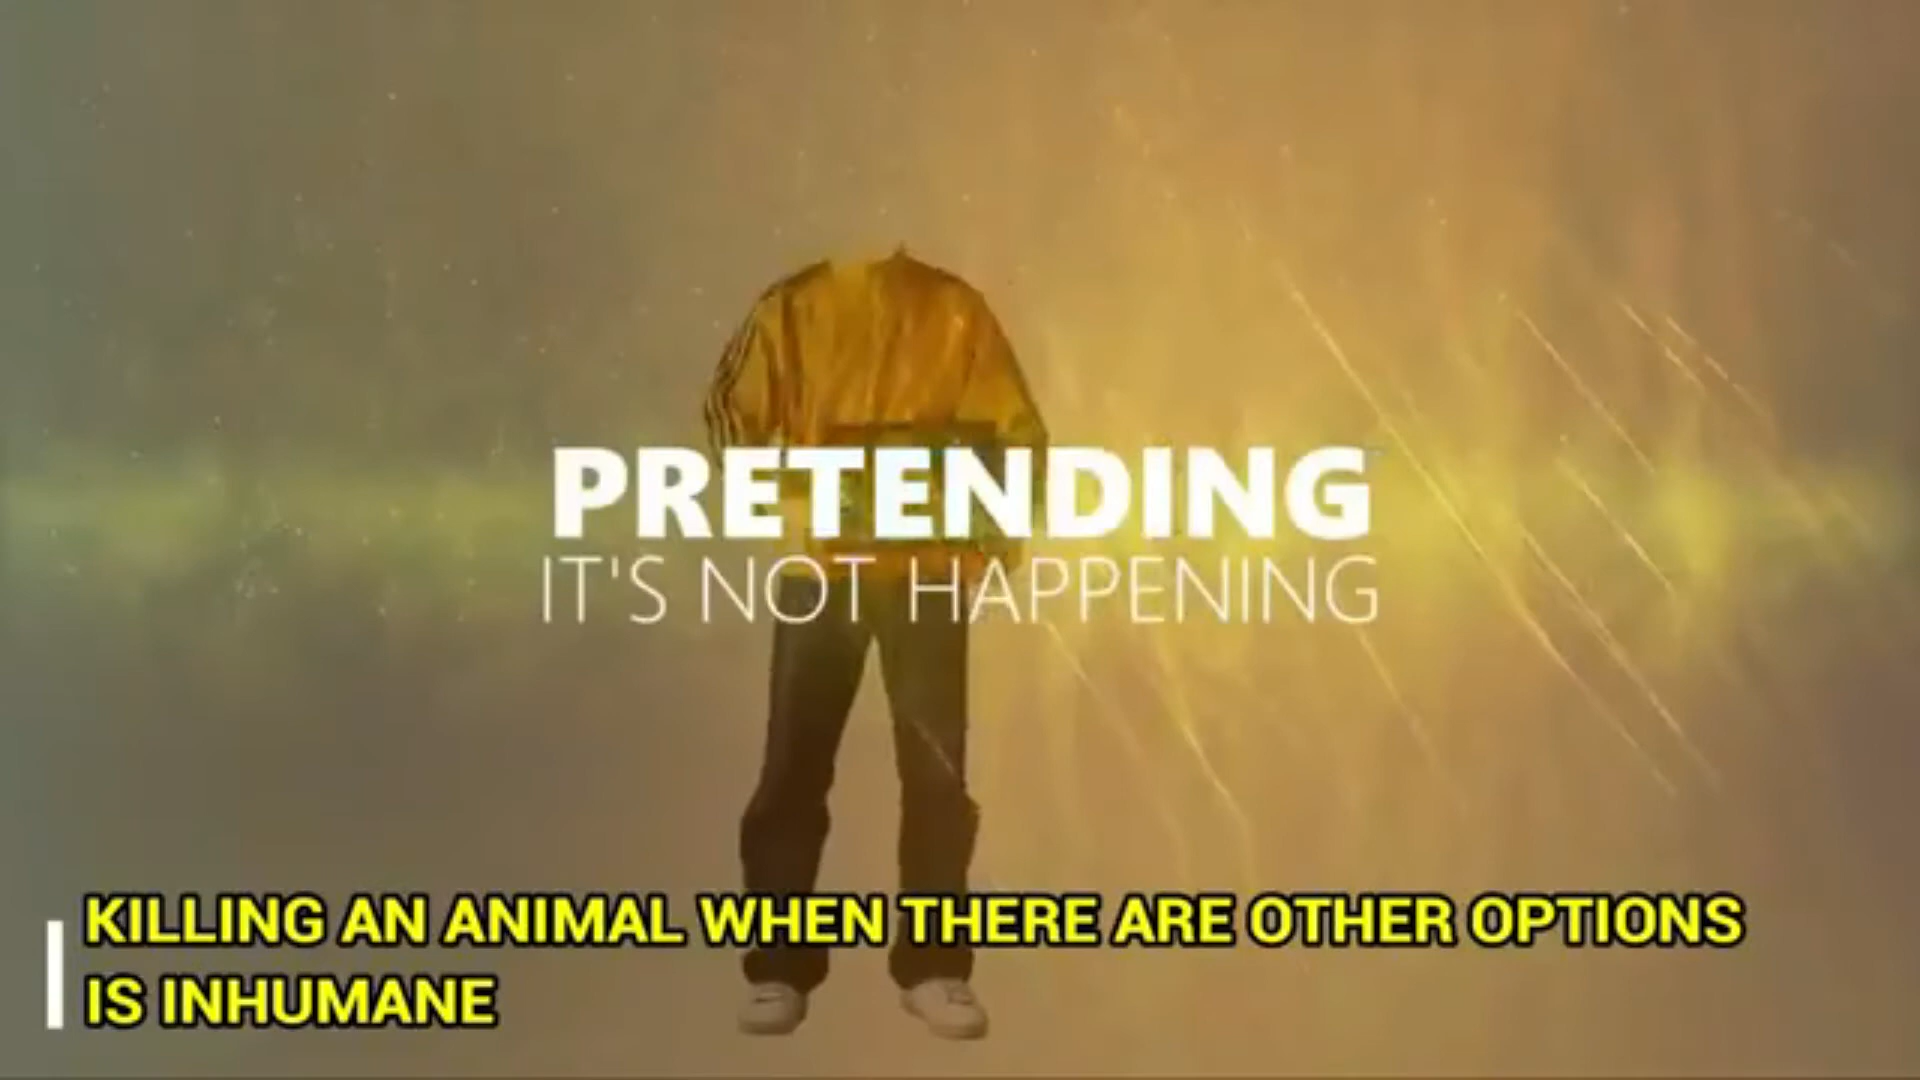 PRETENDING
IT'S NOT HAPPENING
KILLING AN ANIMAL WHEN THERE ARE OTHER OPTIONS
IS INHUMANE